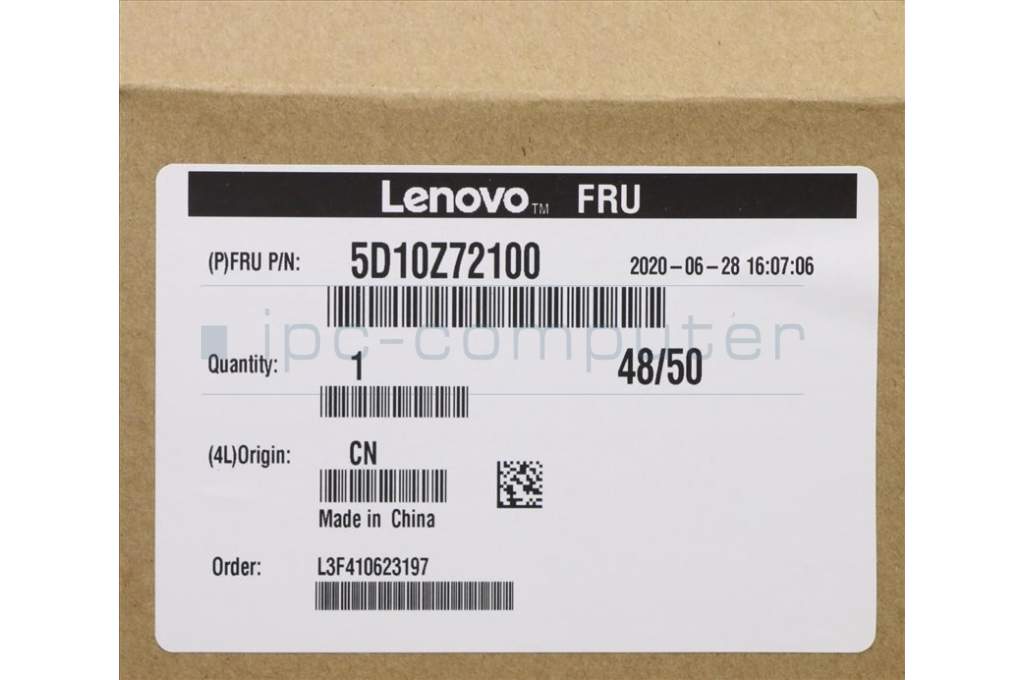 Lenovo™ FRU
(P)FRU P/N: 5D10Z72100 2020-06-28 16:07:06
ipc-computer
Quantity: 1 48/50
(4L)Origin: CN
Made in China
Order: L3F410623197